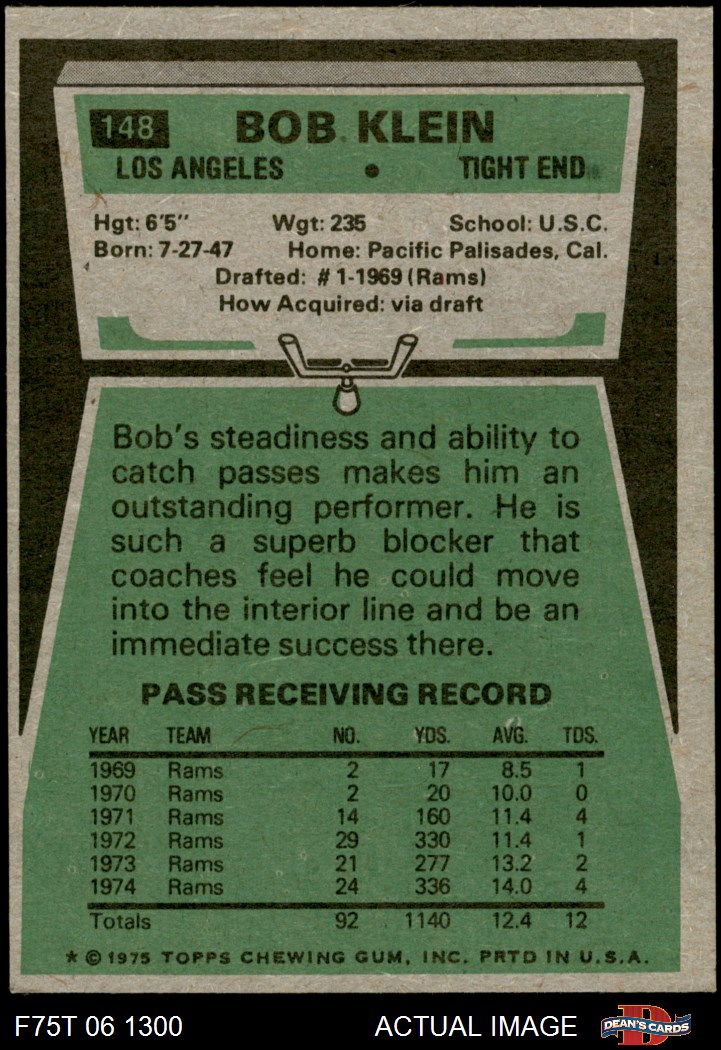 148 BOB KLEIN
LOS ANGELES • TIGHT END
Hgt: 6'5" Wgt: 235 School: U.S.C.
Born: 7-27-47 Home: Pacific Palisades, Cal.
Drafted: #1-1969 (Rams)
How Acquired: via draft
Bob's steadiness and ability to
catch passes makes him an
outstanding performer. He is
such a superb blocker that
coaches feel he could move
into the interior line and be an
immediate success there.
PASS RECEIVING RECORD
YEAR TEAM NO. YDS. AVG. TDS.
1969 Rams 2 17 8.5 1
1970 Rams 2 20 10.0 0
1971 Rams 14 160 11.4 4
1972 Rams 29 330 11.4 1
1973 Rams 21 277 13.2 2
1974 Rams 24 336 14.0 4
Totals 92 1140 12.4 12
* © 1975 TOPPS CHEWING GUM, INC. PRTD IN U.S.A.
F75T 06 1300 ACTUAL IMAGE D DEAN'S CARDS